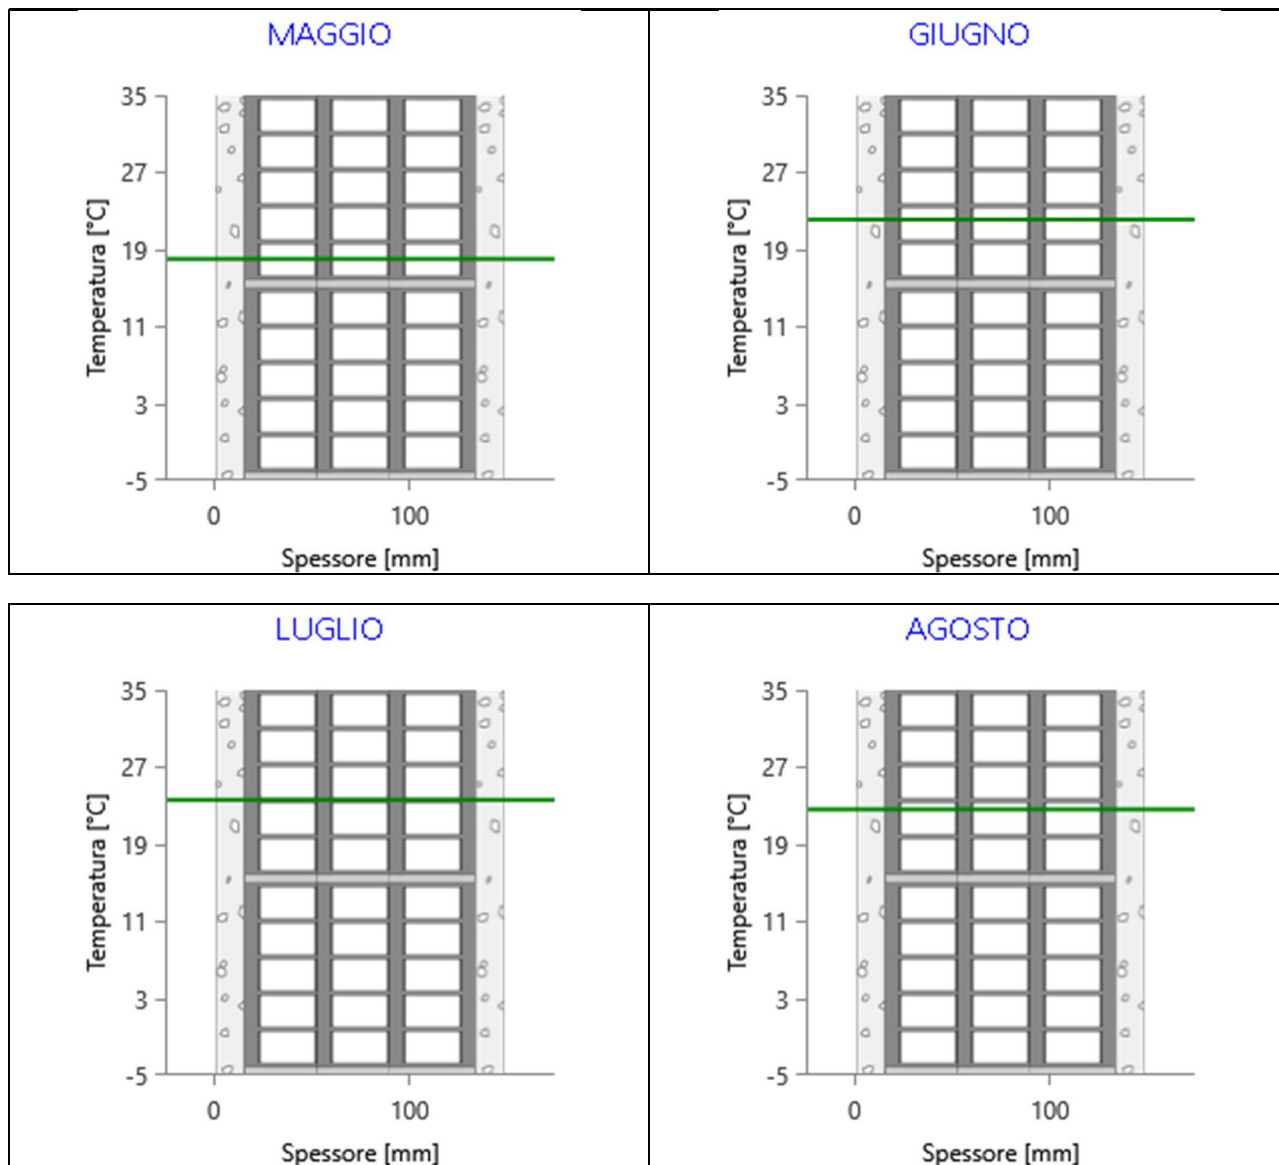 MAGGIO
35
27
19
11
3
-5
Temperatura [°C]
0 100
Spessore [mm]
GIUGNO
35
27
19
11
3
-5
Temperatura [°C]
0 100
Spessore [mm]
LUGLIO
35
27
19
11
3
-5
Temperatura [°C]
0 100
Spessore [mm]
AGOSTO
35
27
19
11
3
-5
Temperatura [°C]
0 100
Spessore [mm]